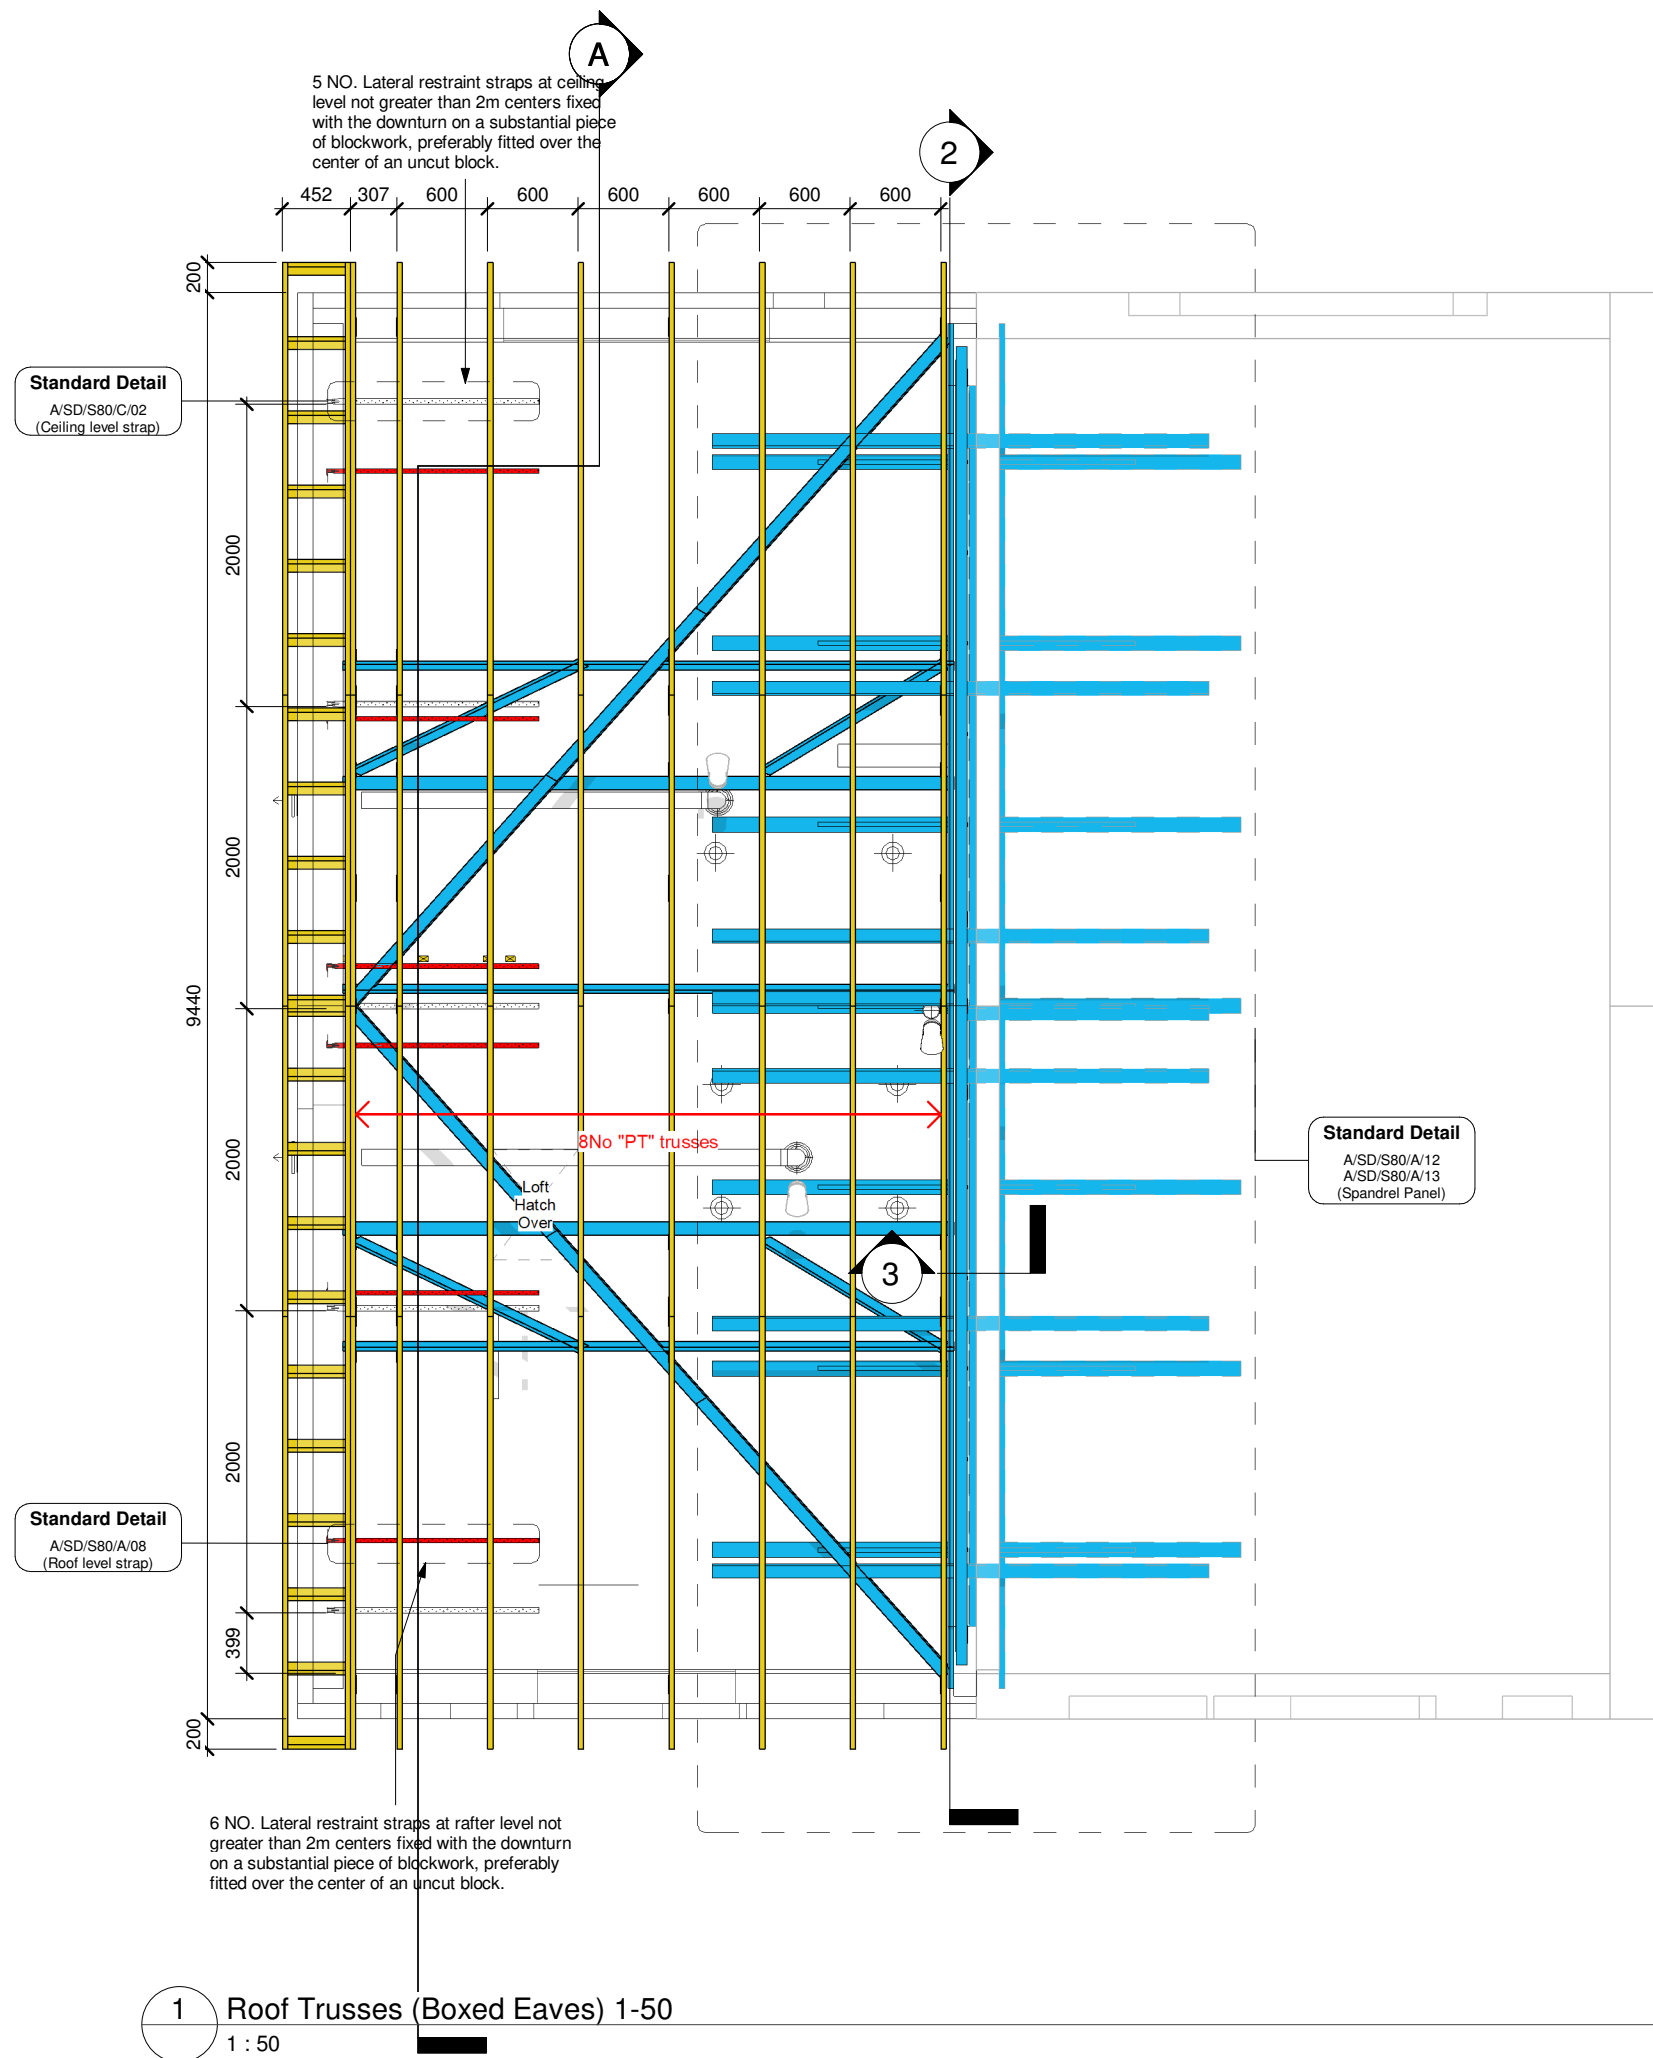 A
5 NO. Lateral restraint straps at ceiling
level not greater than 2m centers fixed
with the downturn on a substantial piece
of blockwork, preferably fitted over the
center of an uncut block.
2
452 307 600 600 600 600 600 600
200
Standard Detail
A/SD/S80/C/02
(Ceiling level strap)
2000
2000
9440
8No "PT" trusses
Standard Detail
A/SD/S80/A/12
A/SD/S80/A/13
(Spandrel Panel)
2000
Loft
Hatch
Over
3
2000
Standard Detail
A/SD/S80/A/08
(Roof level strap)
399
200
6 NO. Lateral restraint straps at rafter level not
greater than 2m centers fixed with the downturn
on a substantial piece of blockwork, preferably
fitted over the center of an uncut block.
1 Roof Trusses (Boxed Eaves) 1-50
1 : 50